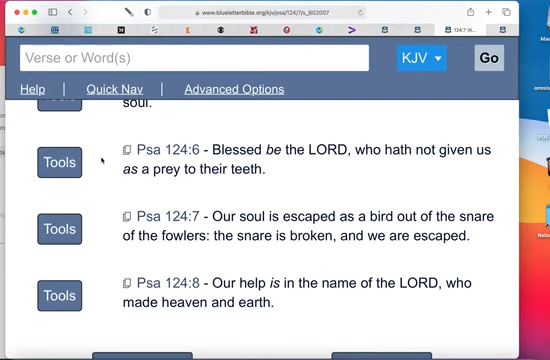 www.blueletterbible.org/kjv/psa/124/7/s_602007
124:7 (K...
Verse or Word(s)
KJV
Go
Help | Quick Nav | Advanced Options
soul.
Tools
Psa 124:6 - Blessed be the LORD, who hath not given us
as a prey to their teeth.
Tools
Psa 124:7 - Our soul is escaped as a bird out of the snare
of the fowlers: the snare is broken, and we are escaped.
Tools
Psa 124:8 - Our help is in the name of the LORD, who
made heaven and earth.